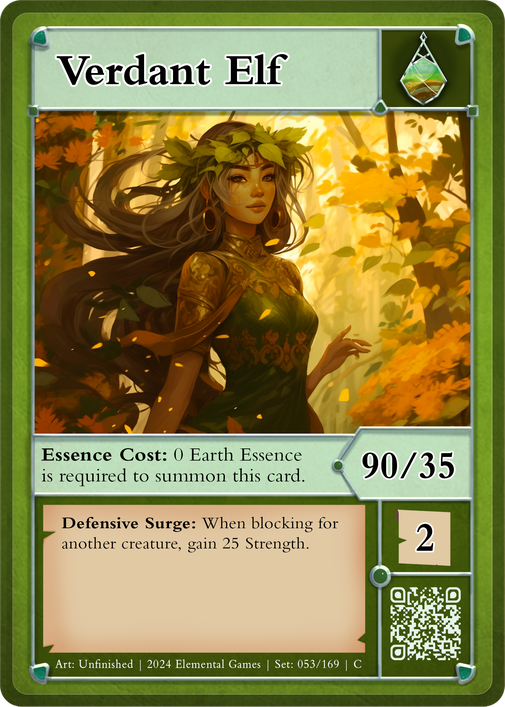 Verdant Elf
Essence Cost: 0 Earth Essence
is required to summon this card.
90/35
Defensive Surge: When blocking for
another creature, gain 25 Strength.
2
Art: Unfinished | 2024 Elemental Games | Set: 053/169 | C